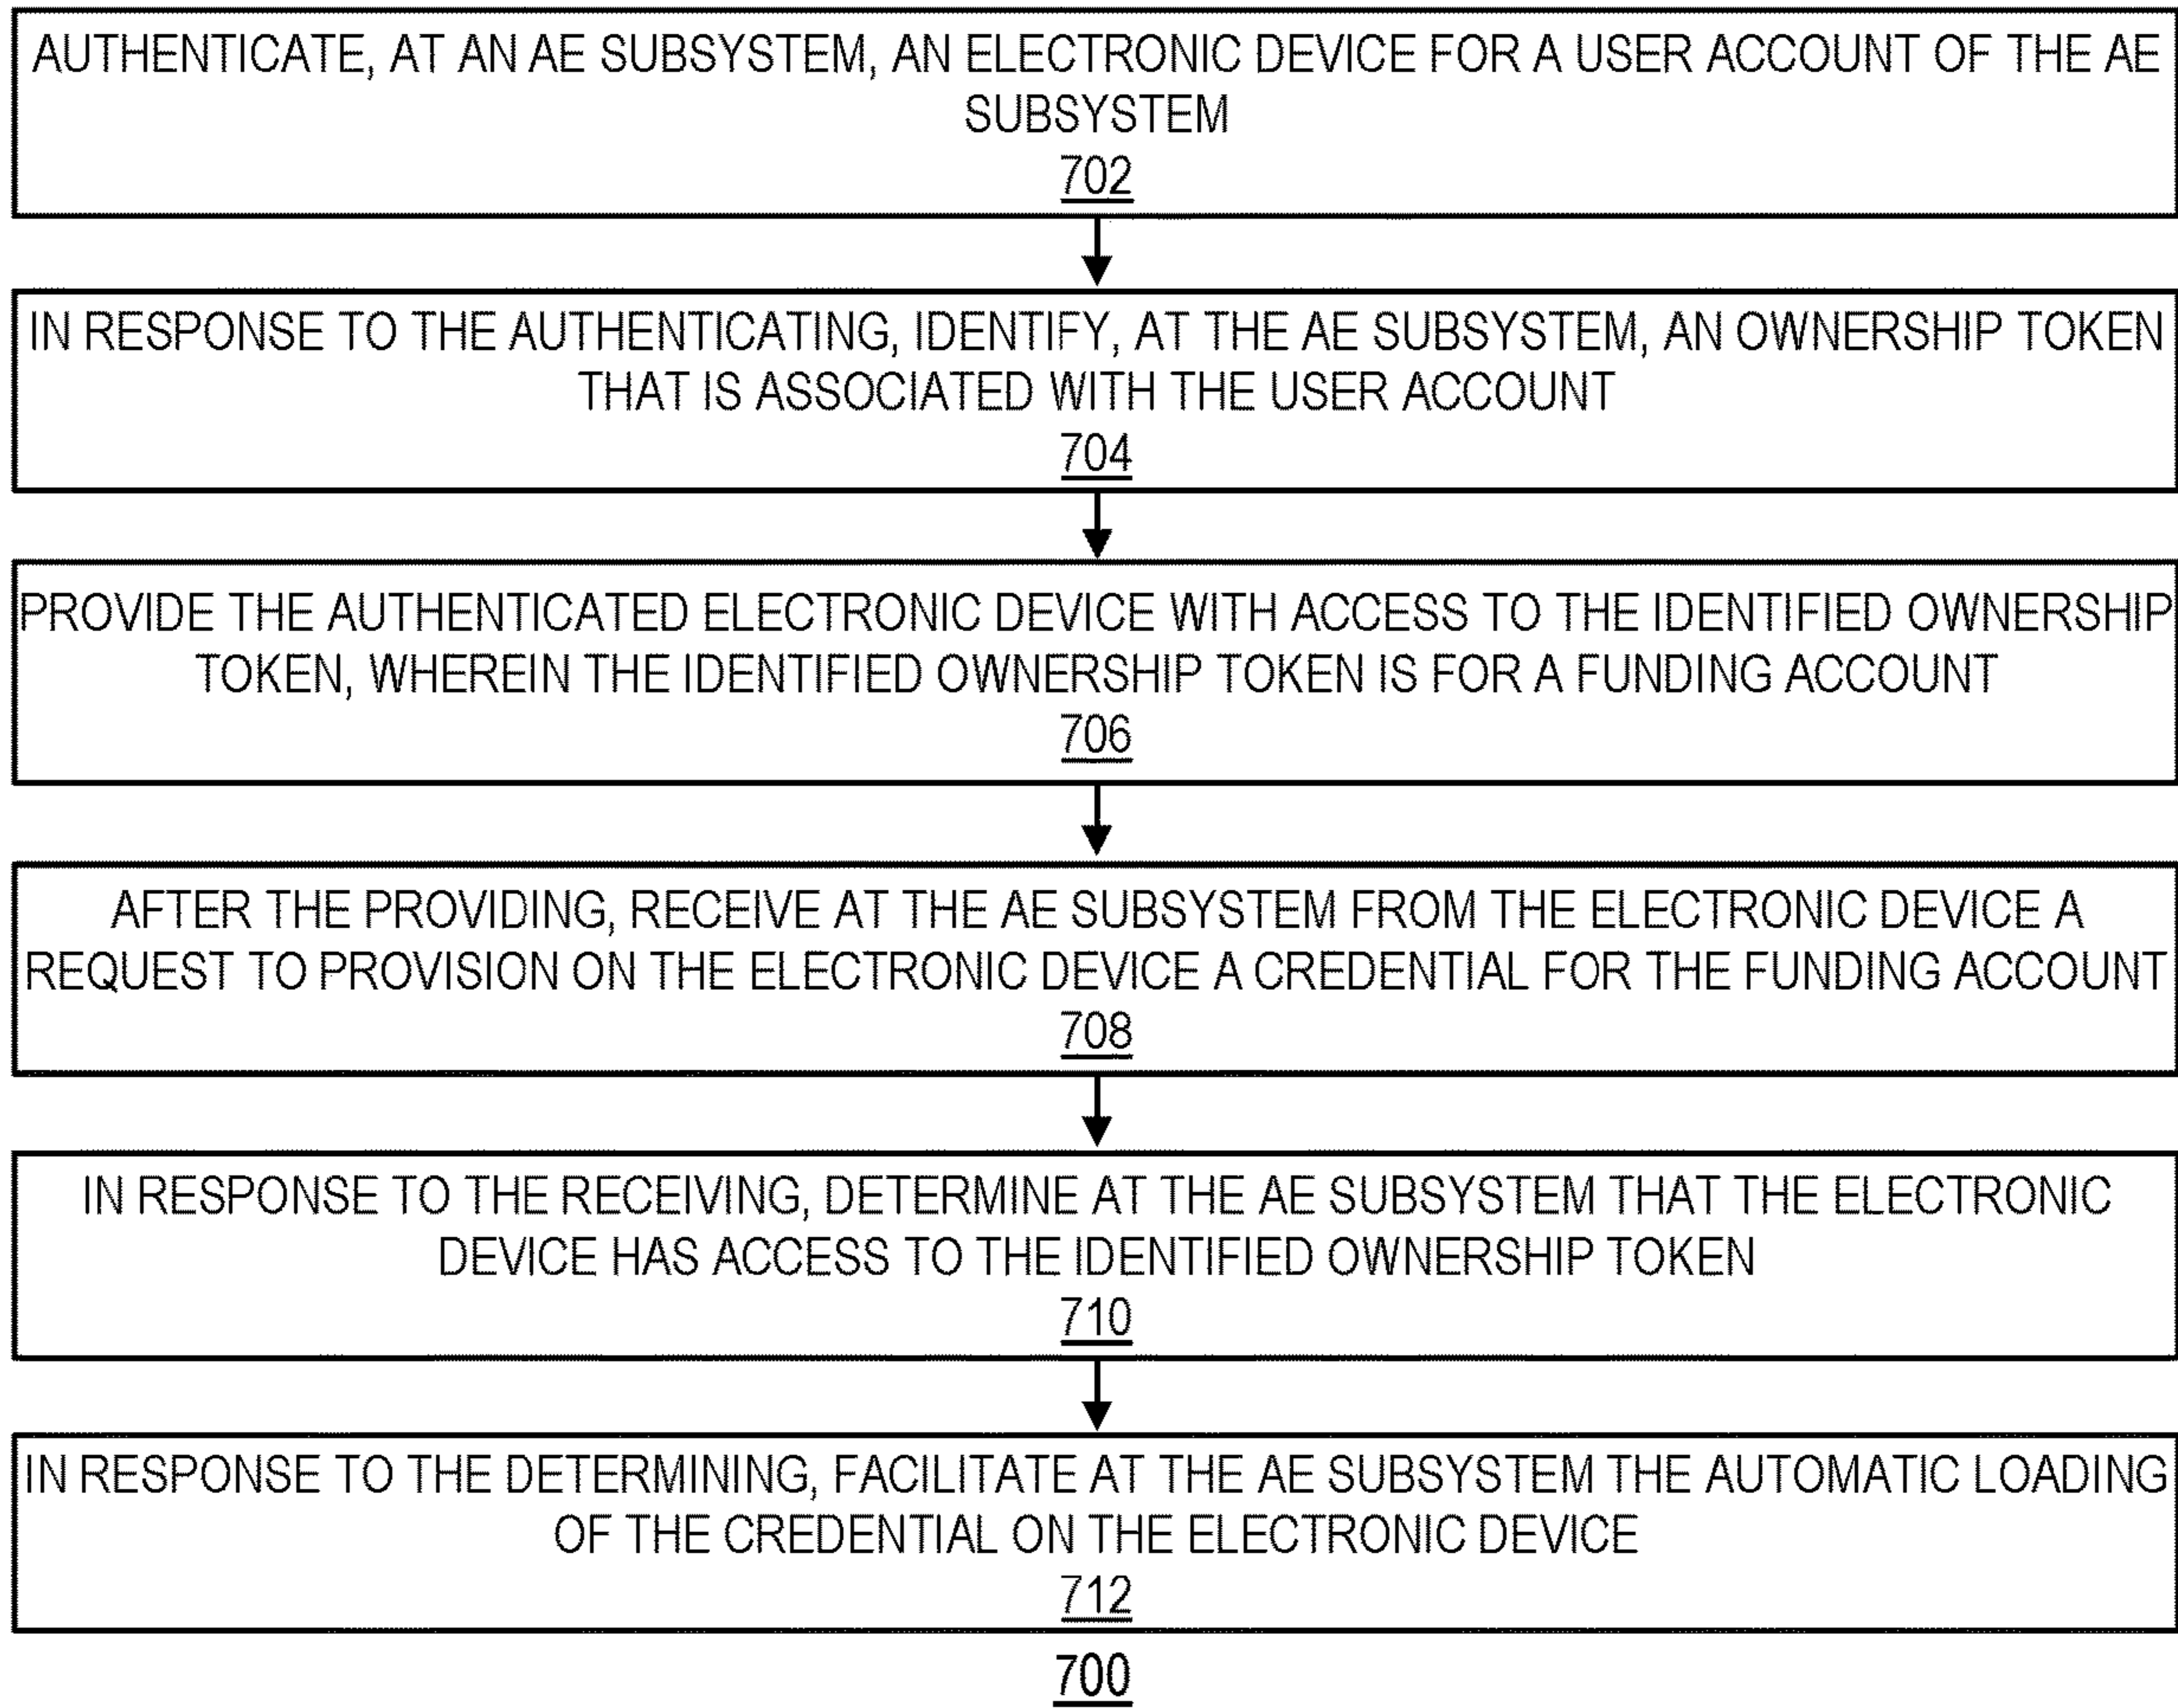 AUTHENTICATE, AT AN AE SUBSYSTEM, AN ELECTRONIC DEVICE FOR A USER ACCOUNT OF THE AE
SUBSYSTEM
702
IN RESPONSE TO THE AUTHENTICATING, IDENTIFY, AT THE AE SUBSYSTEM, AN OWNERSHIP TOKEN
THAT IS ASSOCIATED WITH THE USER ACCOUNT
704
PROVIDE THE AUTHENTICATED ELECTRONIC DEVICE WITH ACCESS TO THE IDENTIFIED OWNERSHIP
TOKEN, WHEREIN THE IDENTIFIED OWNERSHIP TOKEN IS FOR A FUNDING ACCOUNT
706
AFTER THE PROVIDING, RECEIVE AT THE AE SUBSYSTEM FROM THE ELECTRONIC DEVICE A
REQUEST TO PROVISION ON THE ELECTRONIC DEVICE A CREDENTIAL FOR THE FUNDING ACCOUNT
708
IN RESPONSE TO THE RECEIVING, DETERMINE AT THE AE SUBSYSTEM THAT THE ELECTRONIC
DEVICE HAS ACCESS TO THE IDENTIFIED OWNERSHIP TOKEN
710
IN RESPONSE TO THE DETERMINING, FACILITATE AT THE AE SUBSYSTEM THE AUTOMATIC LOADING
OF THE CREDENTIAL ON THE ELECTRONIC DEVICE
712
700